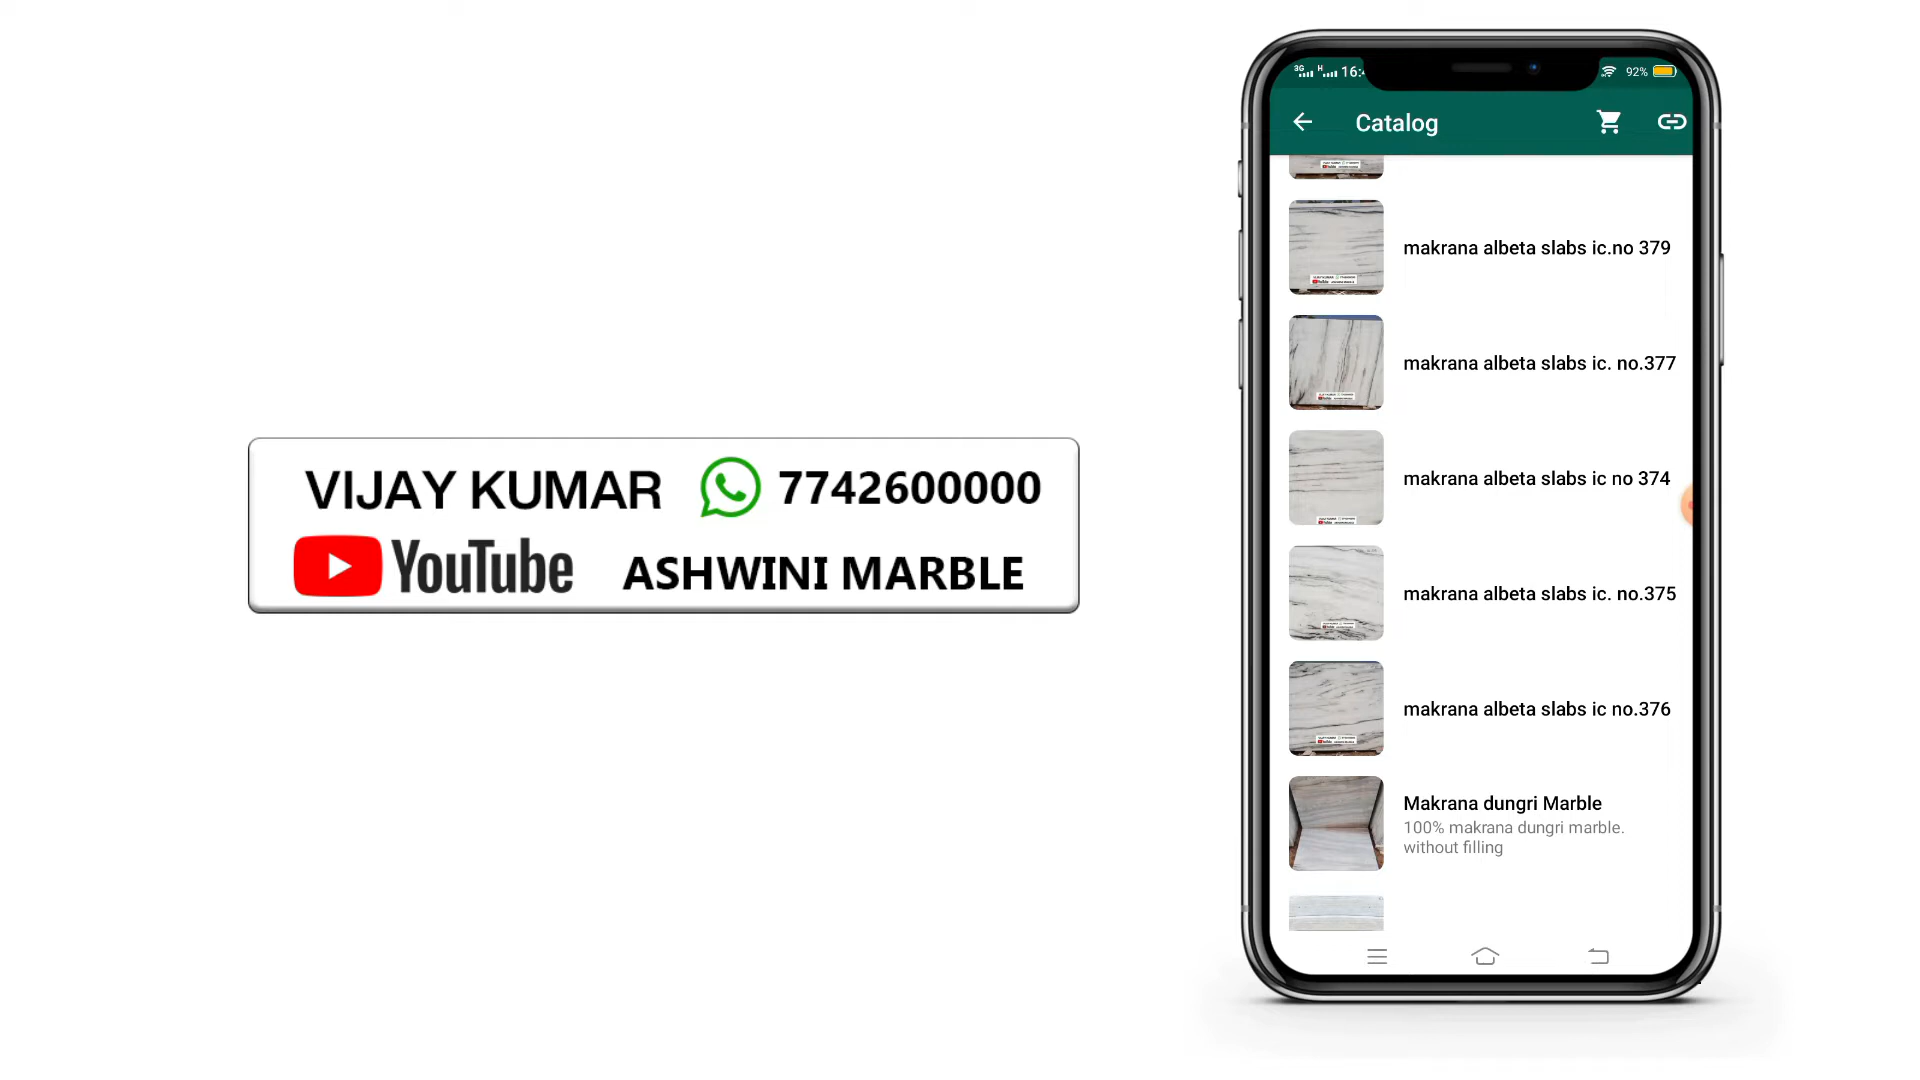 VIJAY KUMAR 7742600000
YouTube ASHWINI MARBLE
3G H 16:4 92%
Catalog
makrana albeta slabs ic.no 379
makrana albeta slabs ic. no.377
makrana albeta slabs ic no 374
makrana albeta slabs ic. no.375
makrana albeta slabs ic no.376
Makrana dungri Marble
100% makrana dungri marble.
without filling